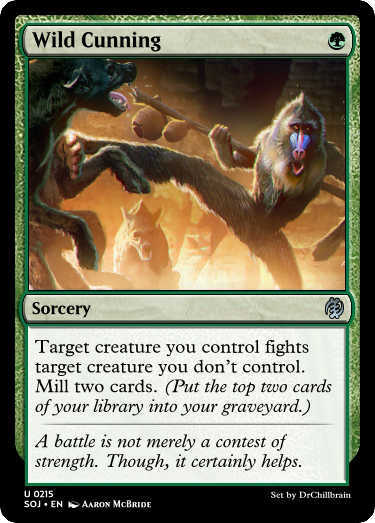 Wild Cunning
Sorcery
Target creature you control fights
target creature you don't control.
Mill two cards. (Put the top two cards
of your library into your graveyard.)
A battle is not merely a contest of
strength. Though, it certainly helps.
U 0215
SOJ • EN Aaron McBride
Set by DrChillbrain